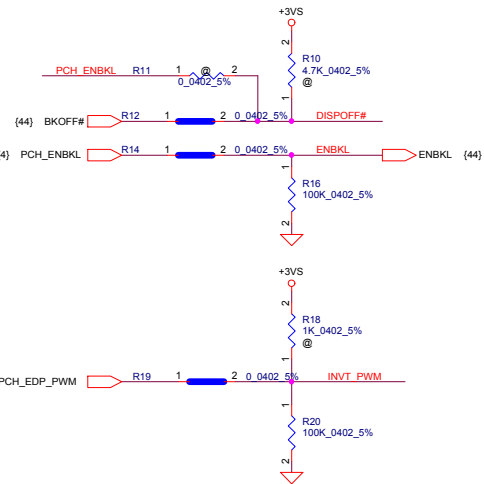 +3VS
2
R10
4.7K_0402_5%
@
1
PCH_ENBKL R11 1 @ 2
0_0402_5%
{44} BKOFF# R12 1 2 0_0402_5% DISPOFF#
4} PCH_ENBKL R14 1 2 0_0402_5% ENBKL ENBKL {44}
1
R16
100K_0402_5%
2
+3VS
2
R18
1K_0402_5%
@
1
PCH_EDP_PWM R19 1 2 0_0402_5% INVT_PWM
1
R20
100K_0402_5%
2